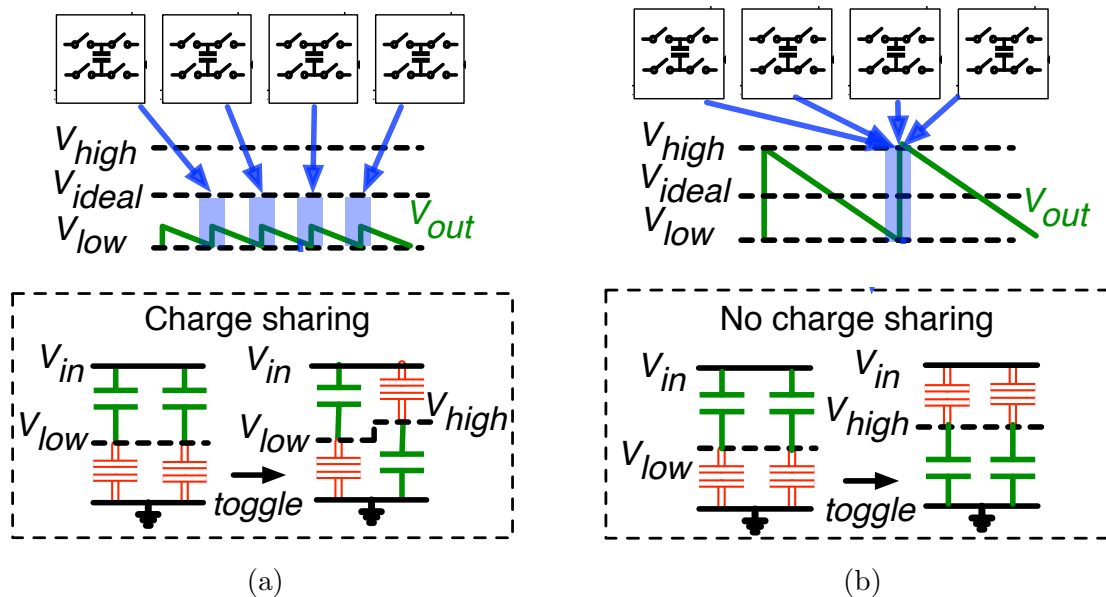 V_high
V_ideal
V_low
V_out
Charge sharing
V_in
V_low
toggle
V_in
V_low
V_high
(a)
V_high
V_ideal
V_low
V_out
No charge sharing
V_in
V_low
toggle
V_in
V_high
(b)